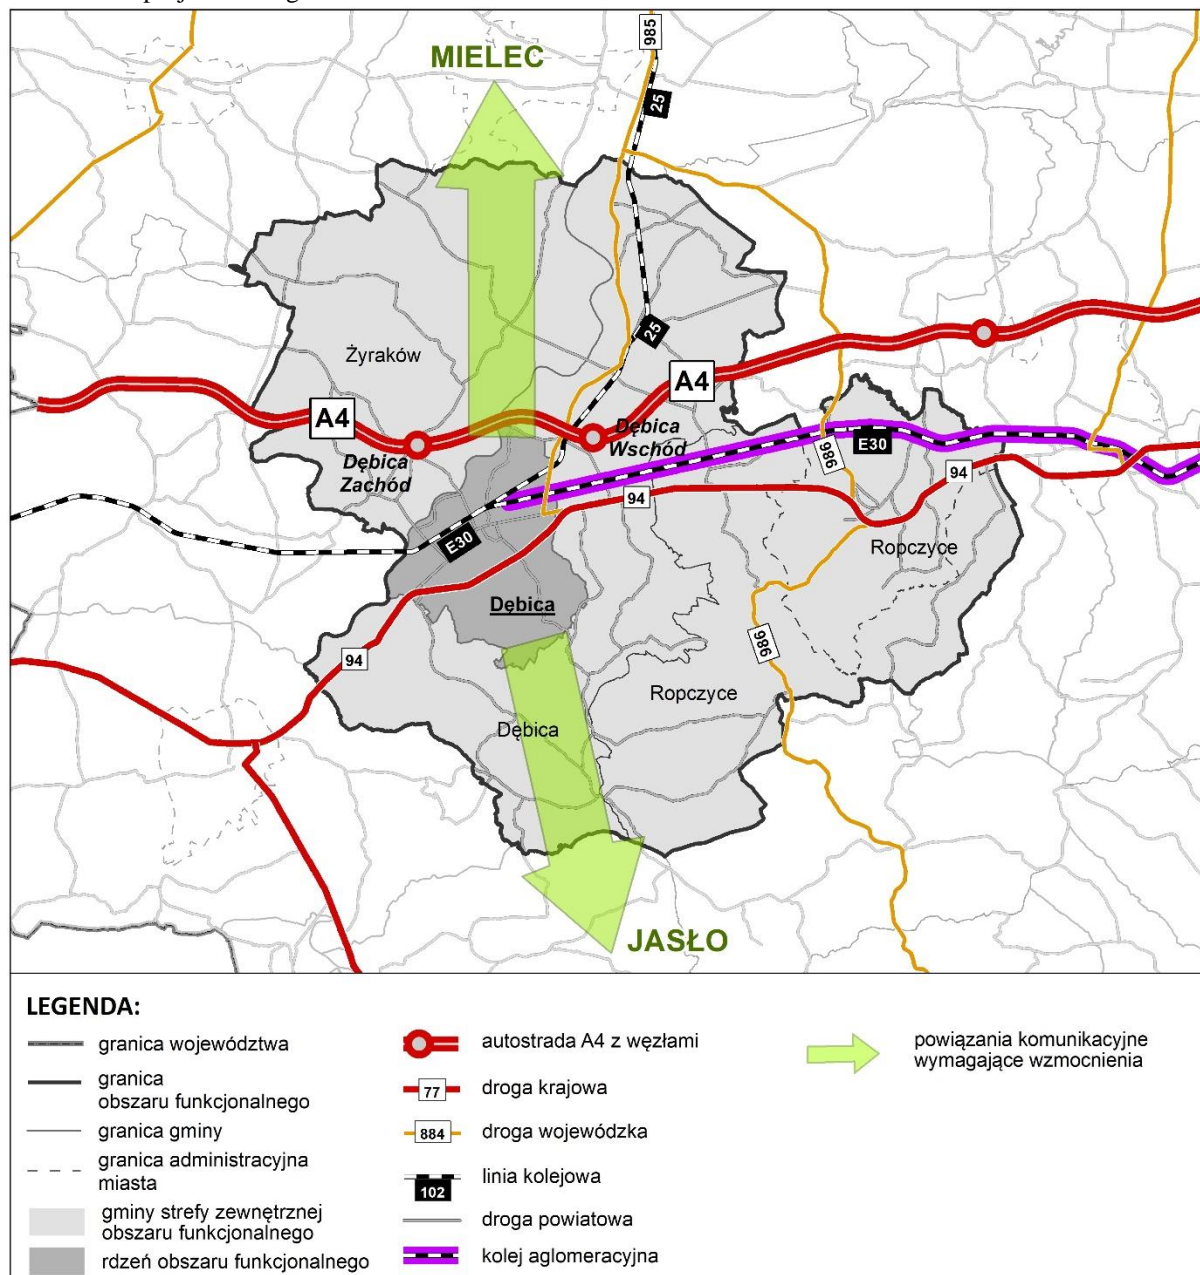 MIELEC
985
25
25
Żyraków
A4
A4
Dębica
Wschód
Dębica
Zachód
E30
986
94
94
E30
Ropczyce
Dębica
986
94
Ropczyce
Dębica
JASŁO
LEGENDA:
granica województwa
granica
obszaru funkcjonalnego
granica gminy
granica administracyjna
miasta
gminy strefy zewnętrznej
obszaru funkcjonalnego
rdzeń obszaru funkcjonalnego
autostrada A4 z węzłami
77
droga krajowa
884
droga wojewódzka
linia kolejowa
102
droga powiatowa
kolej aglomeracyjna
powiązania komunikacyjne
wymagające wzmocnienia